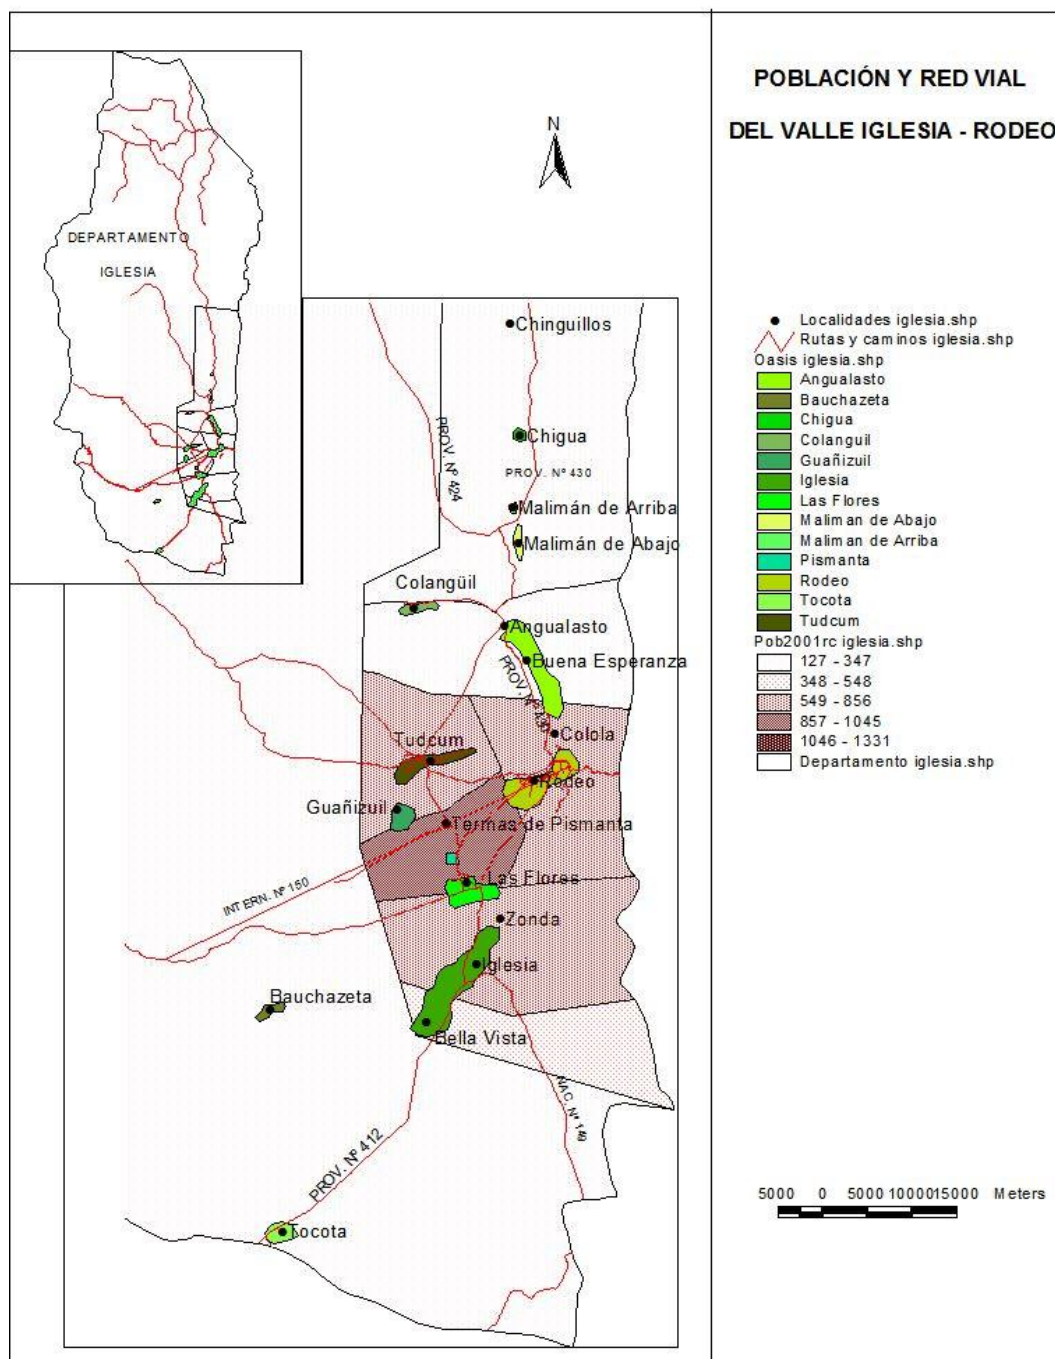 POBLACIÓN Y RED VIAL
DEL VALLE IGLESIA - RODEO
N
DEPARTAMENTO
IGLESIA
Chinguillos
PROV. Nº 424
Chigua
PROV. Nº 430
Malimán de Arriba
Malimán de Abajo
Colangüil
Angualasto
Buena Esperanza
PROV. Nº 430
Colola
Tudcum
Rodeo
Guañizuil
Termas de Pismanta
INTERN. Nº 150
Las Flores
Zonda
Iglesia
Bauchazeta
Bella Vista
NAC. Nº 149
PROV. Nº 412
Tocota
Localidades iglesia.shp
Rutas y caminos iglesia.shp
Oasis iglesia.shp
Angualasto
Bauchazeta
Chigua
Colanguil
Guañizuil
Iglesia
Las Flores
Maliman de Abajo
Maliman de Arriba
Pismanta
Rodeo
Tocota
Tudcum
Pob2001rc iglesia.shp
127 - 347
348 - 548
549 - 856
857 - 1045
1046 - 1331
Departamento iglesia.shp
5000 0 5000 10000 15000 Meters